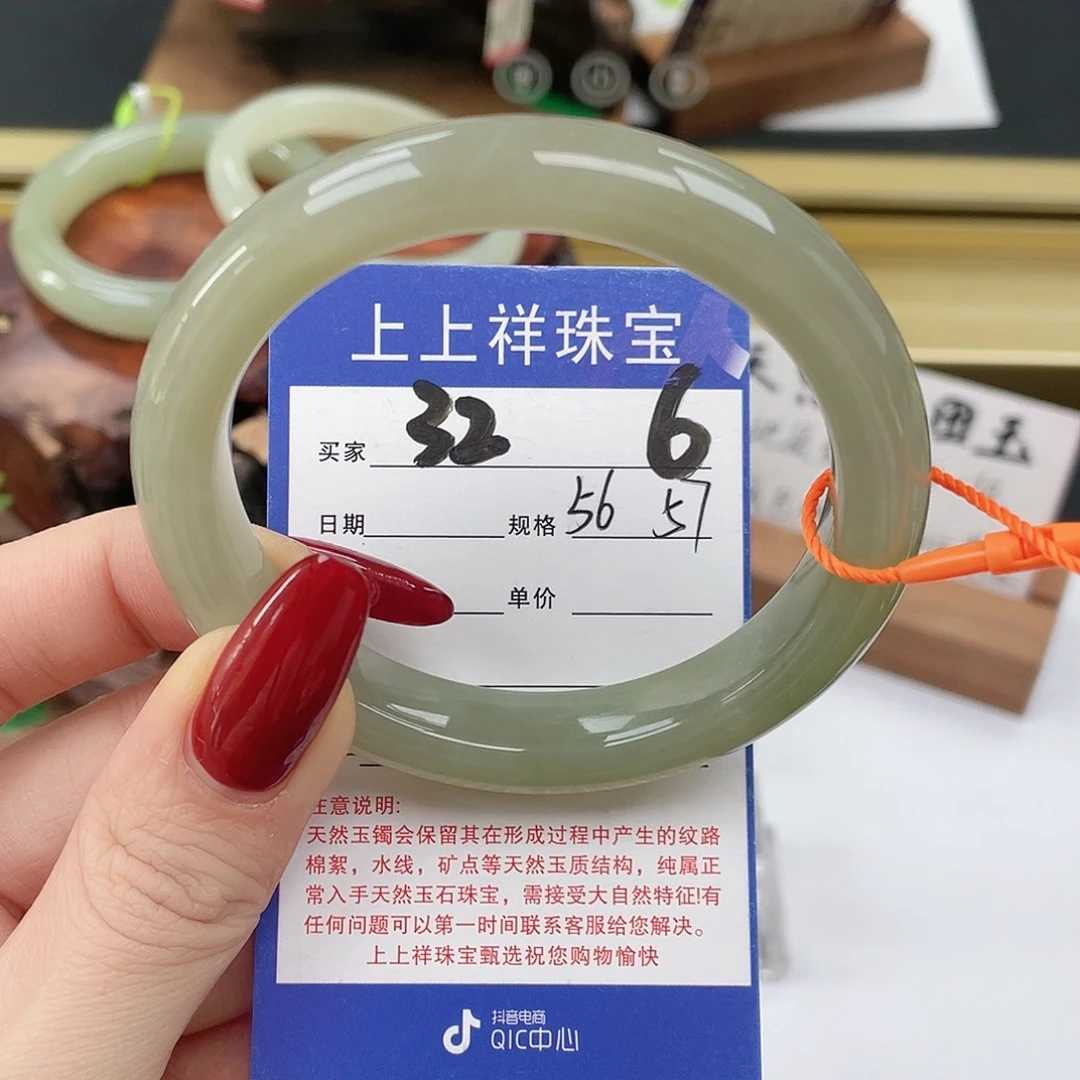 上上祥珠宝
买家 32 6
日期 规格 56 57
单价
注意说明:
天然玉镯会保留其在形成过程中产生的纹路
棉絮，水线，矿点等天然玉质结构，纯属正
常入手天然玉石珠宝，需接受大自然特征!有
任何问题可以第一时间联系客服给您解决。
上上祥珠宝甄选祝您购物愉快
抖音电商
QIC中心